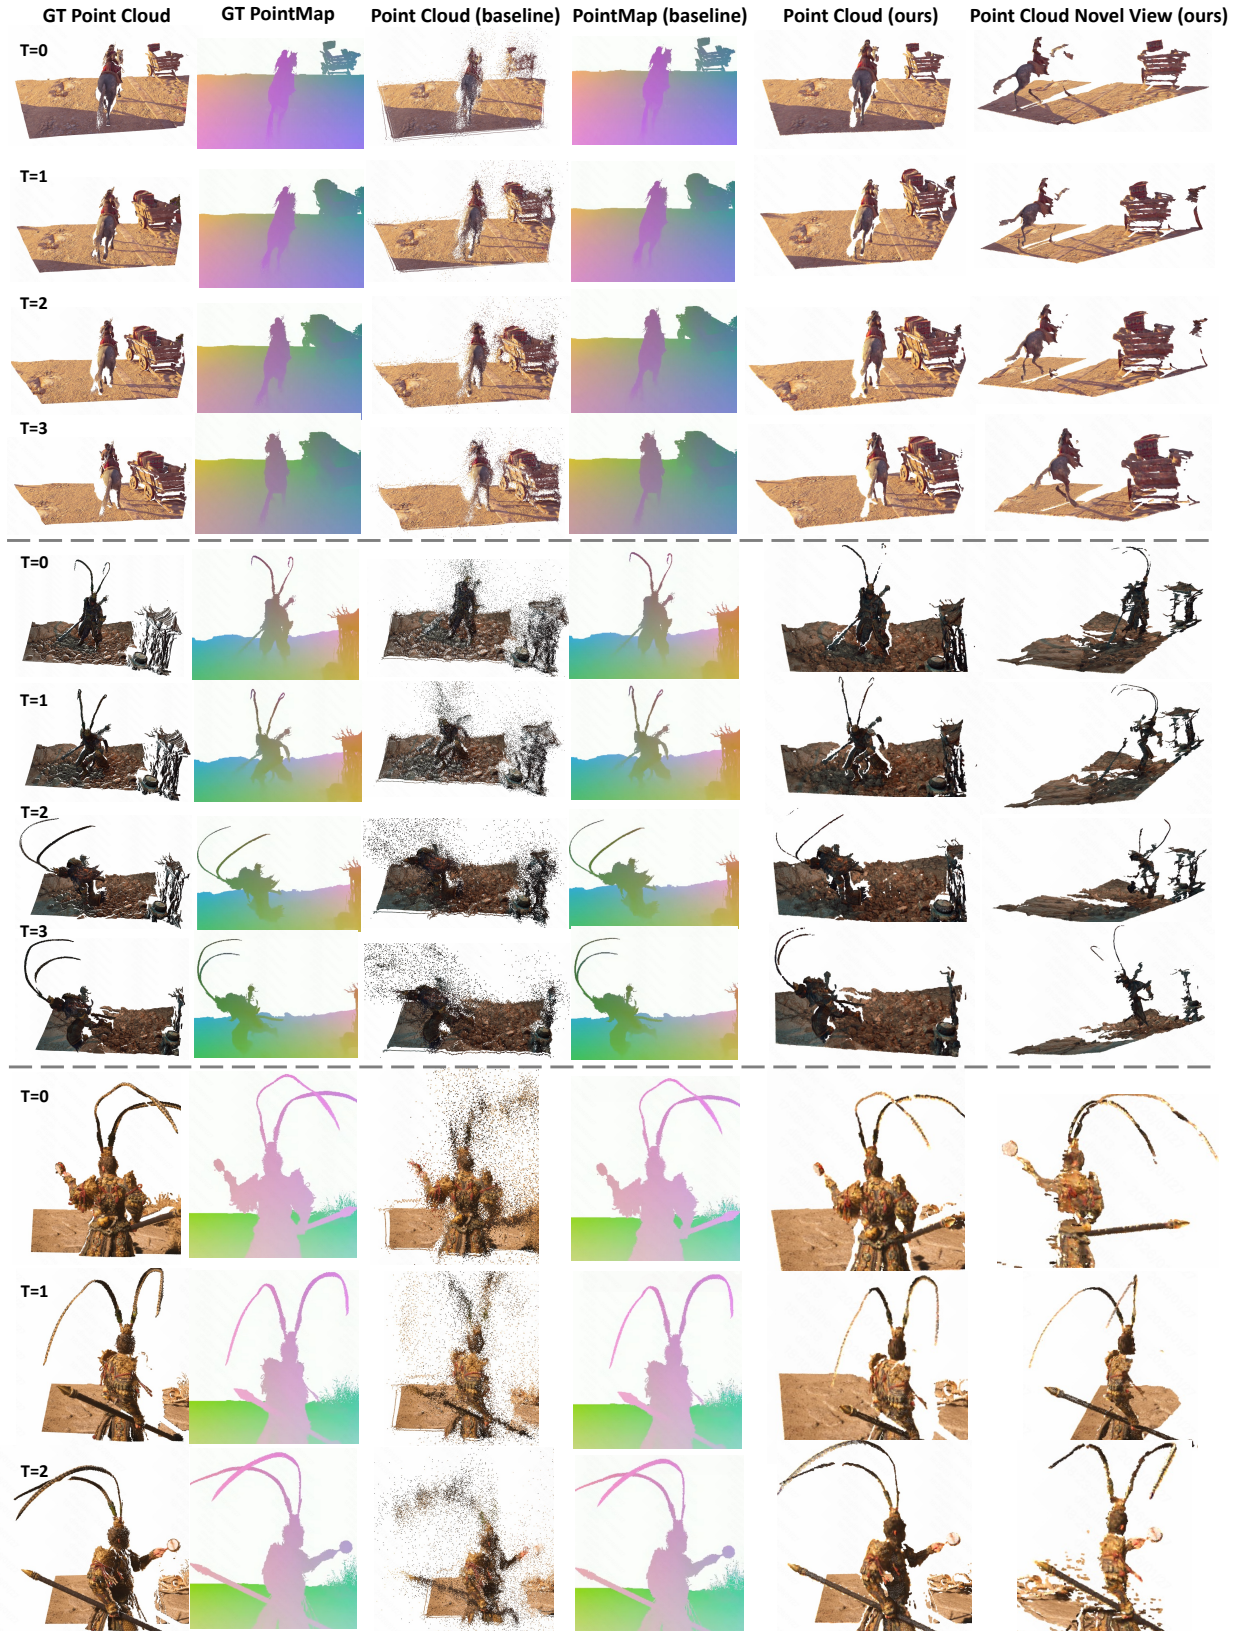 GT Point Cloud GT PointMap Point Cloud (baseline) PointMap (baseline) Point Cloud (ours) Point Cloud Novel View (ours)
T=0
T=1
T=2
T=3
T=0
T=1
T=2
T=3
T=0
T=1
T=2